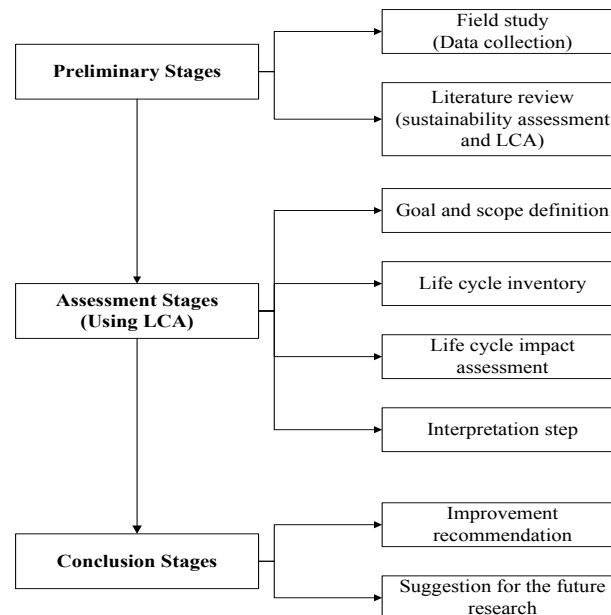 Preliminary Stages
Field study
(Data collection)
Literature review
(sustainability assessment
and LCA)
Assessment Stages
(Using LCA)
Goal and scope definition
Life cycle inventory
Life cycle impact
assessment
Interpretation step
Conclusion Stages
Improvement
recommendation
Suggestion for the future
research